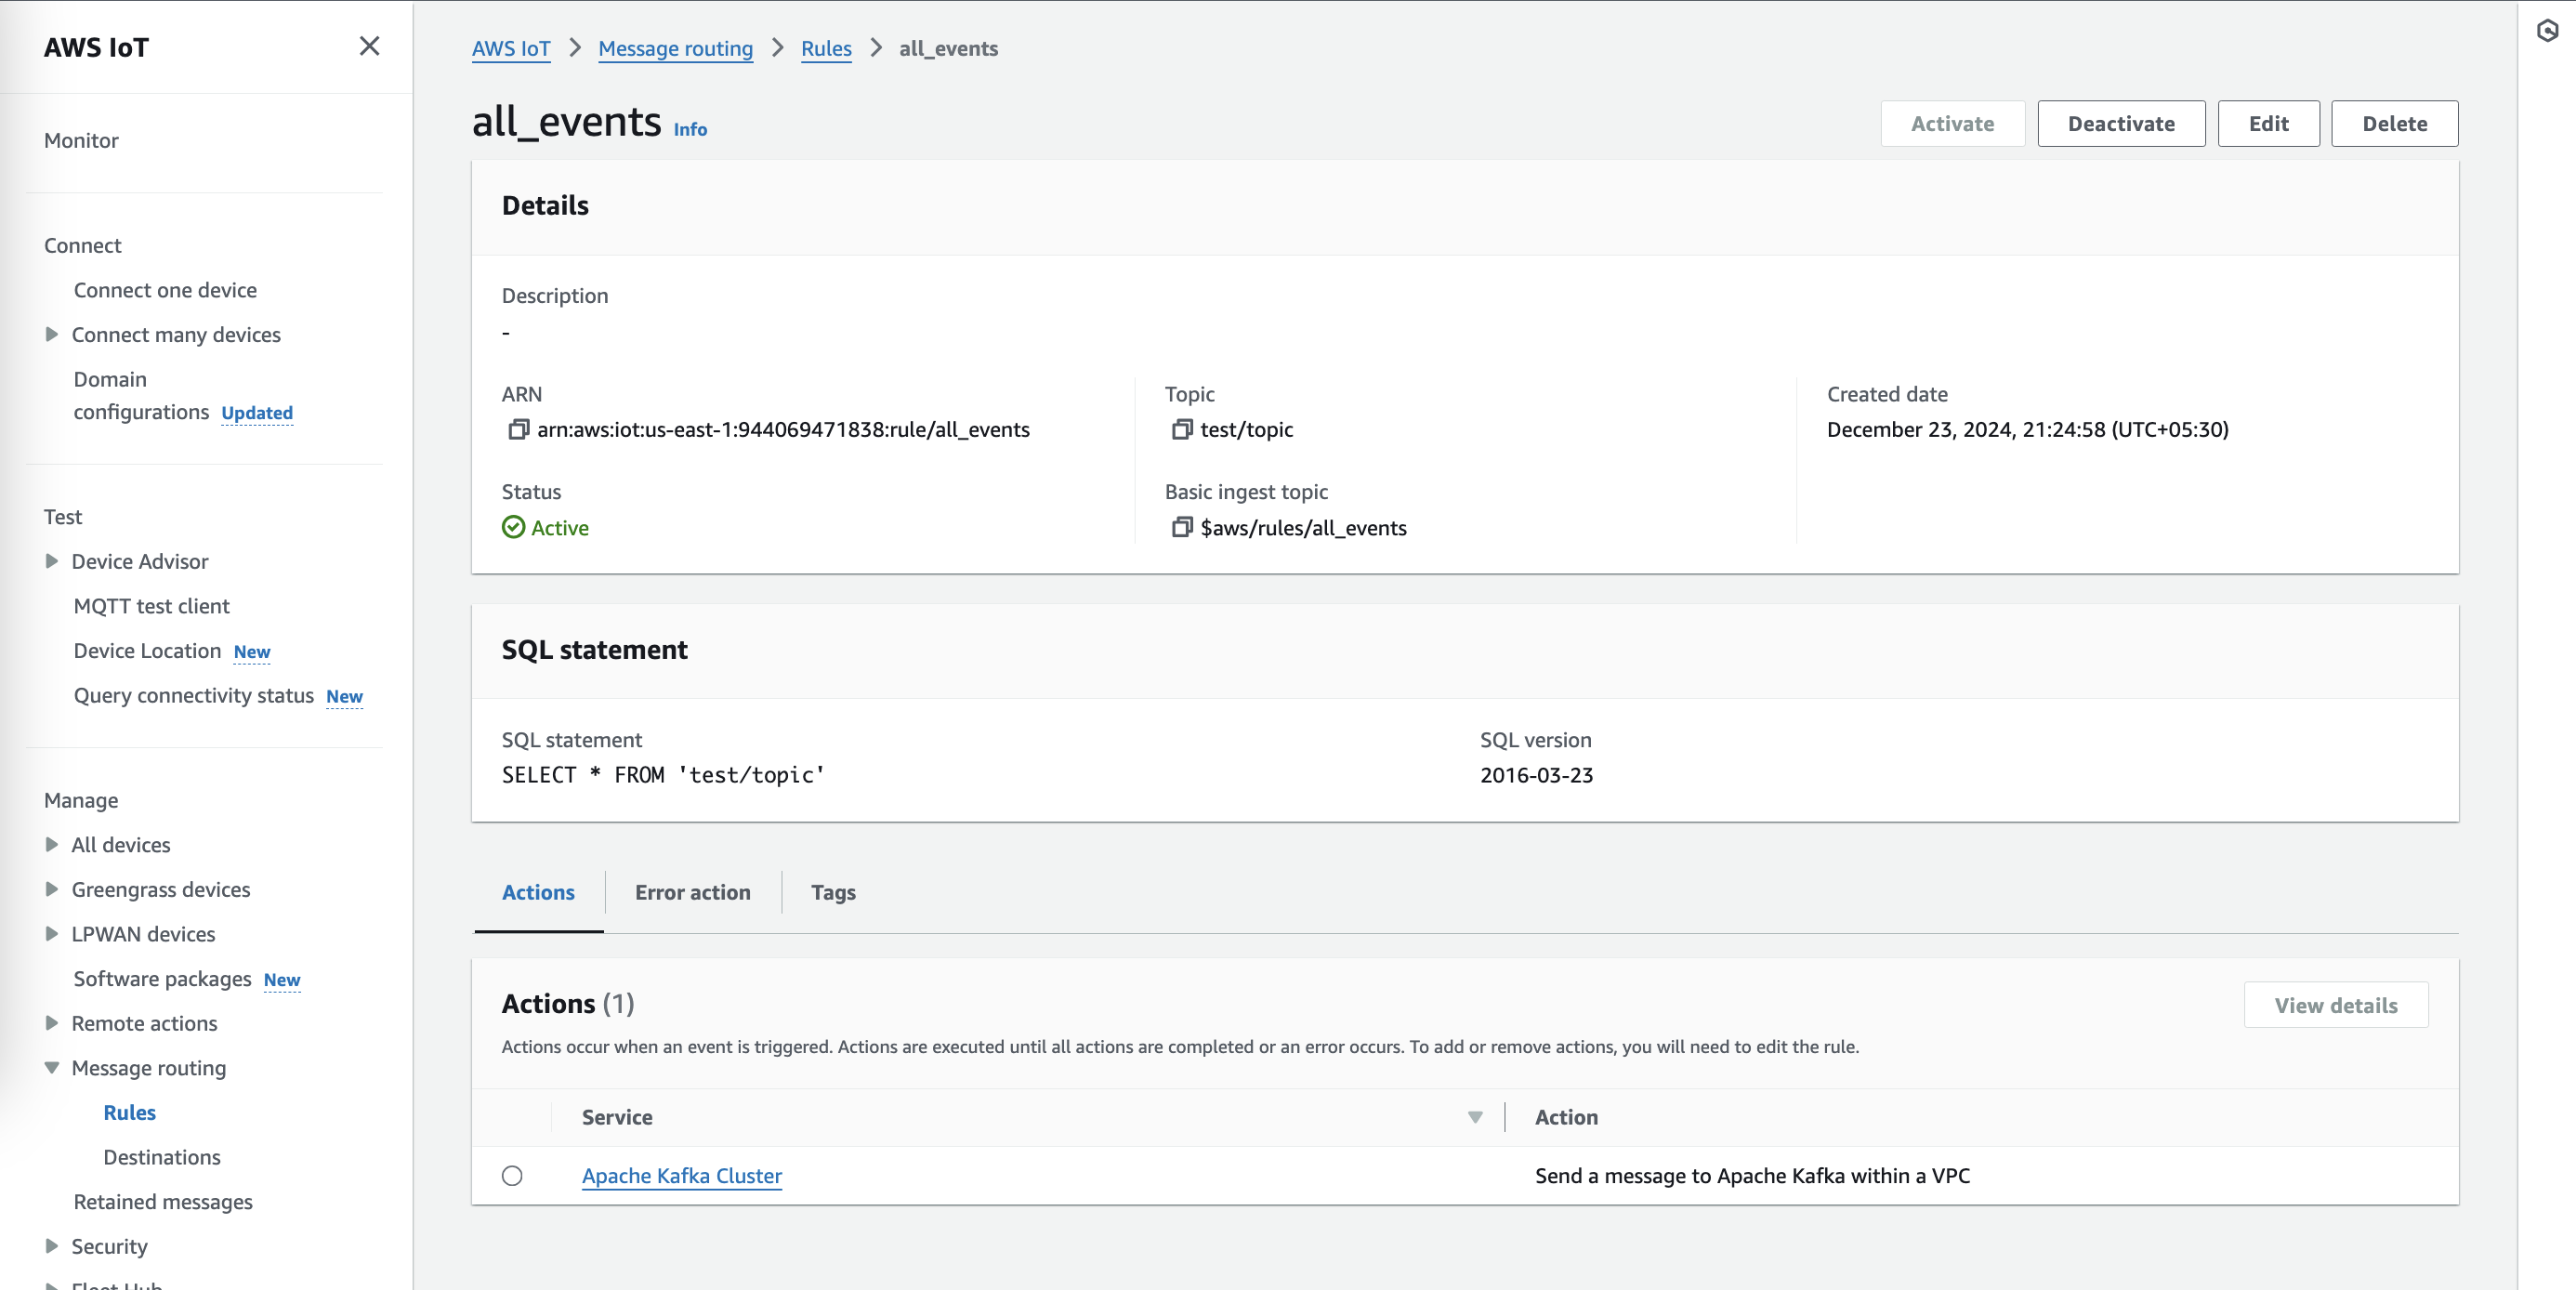 AWS IoT
Monitor
Connect
Connect one device
Connect many devices
Domain
configurations Updated
Test
Device Advisor
MQTT test client
Device Location New
Query connectivity status New
Manage
All devices
Greengrass devices
LPWAN devices
Software packages New
Remote actions
Message routing
Rules
Destinations
Retained messages
Security
Fleet Hub
AWS IoT > Message routing > Rules > all_events
all_events Info
Activate Deactivate Edit Delete
Details
Description
-
ARN
arn:aws:iot:us-east-1:944069471838:rule/all_events
Status
Active
Topic
test/topic
Basic ingest topic
$aws/rules/all_events
Created date
December 23, 2024, 21:24:58 (UTC+05:30)
SQL statement
SQL statement
SELECT * FROM 'test/topic'
SQL version
2016-03-23
Actions Error action Tags
Actions (1)
View details
Actions occur when an event is triggered. Actions are executed until all actions are completed or an error occurs. To add or remove actions, you will need to edit the rule.
Service Action
Apache Kafka Cluster Send a message to Apache Kafka within a VPC